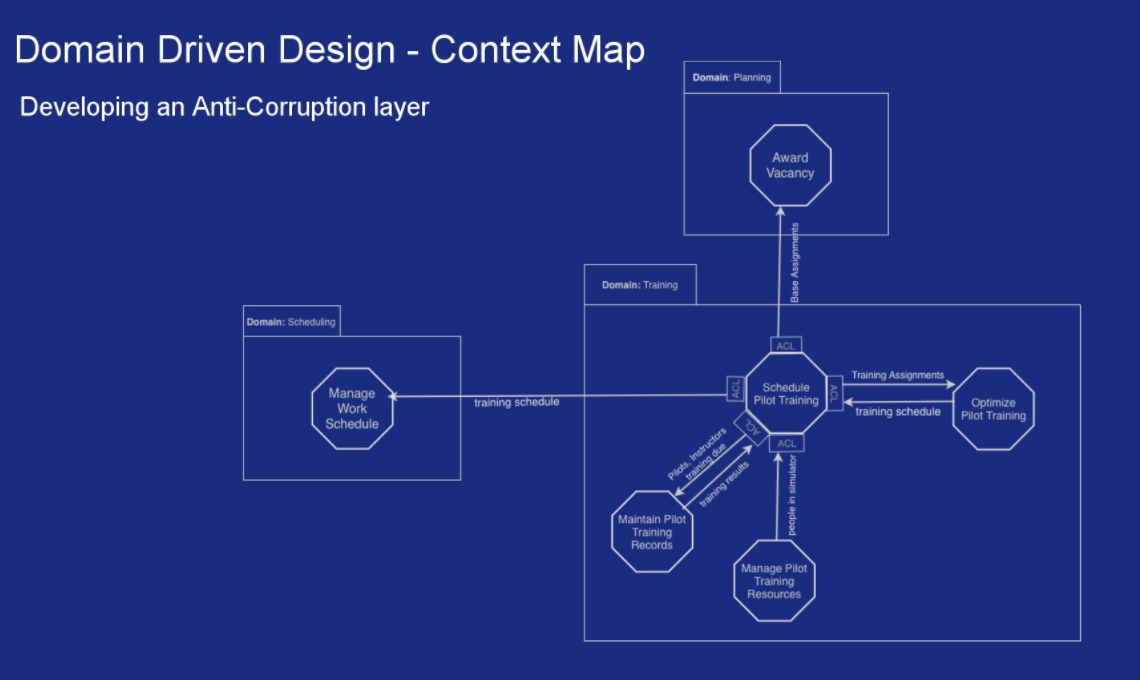 Domain Driven Design - Context Map
Developing an Anti-Corruption layer
Domain: Planning
Award
Vacancy
Base Assignments
Domain: Training
Domain: Scheduling
Manage
Work
Schedule
training schedule
ACL
ACL
Schedule
Pilot Training
ACL
ACL
ACL
Training Assignments
training schedule
Optimize
Pilot Training
Pilots, Instructors
training due
training results
people in simulator
Maintain Pilot
Training
Records
Manage Pilot
Training
Resources